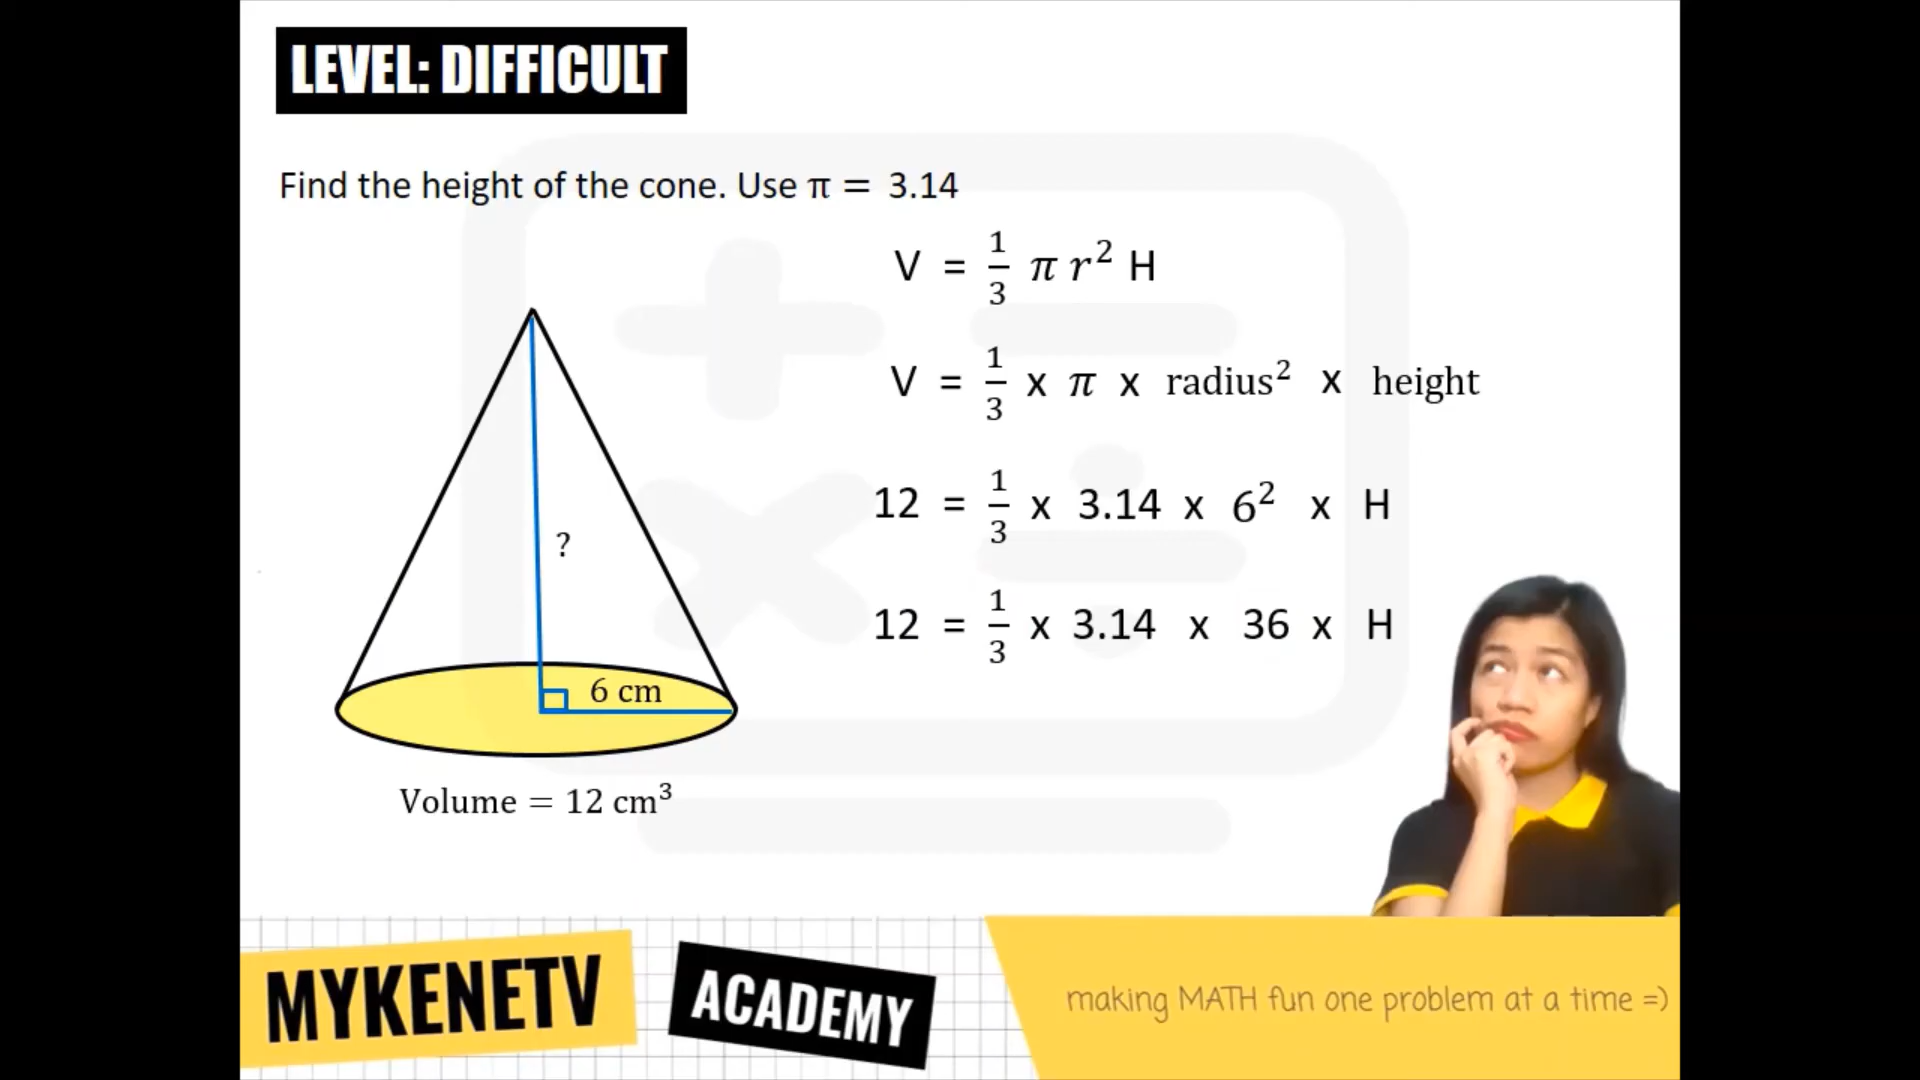 LEVEL: DIFFICULT
Find the height of the cone. Use π = 3.14
V = 1/3 π r² H
V = 1/3 x π x radius² x height
12 = 1/3 x 3.14 x 6² x H
12 = 1/3 x 3.14 x 36 x H
?
6 cm
Volume = 12 cm³
MYKENETV ACADEMY
making MATH fun one problem at a time =)